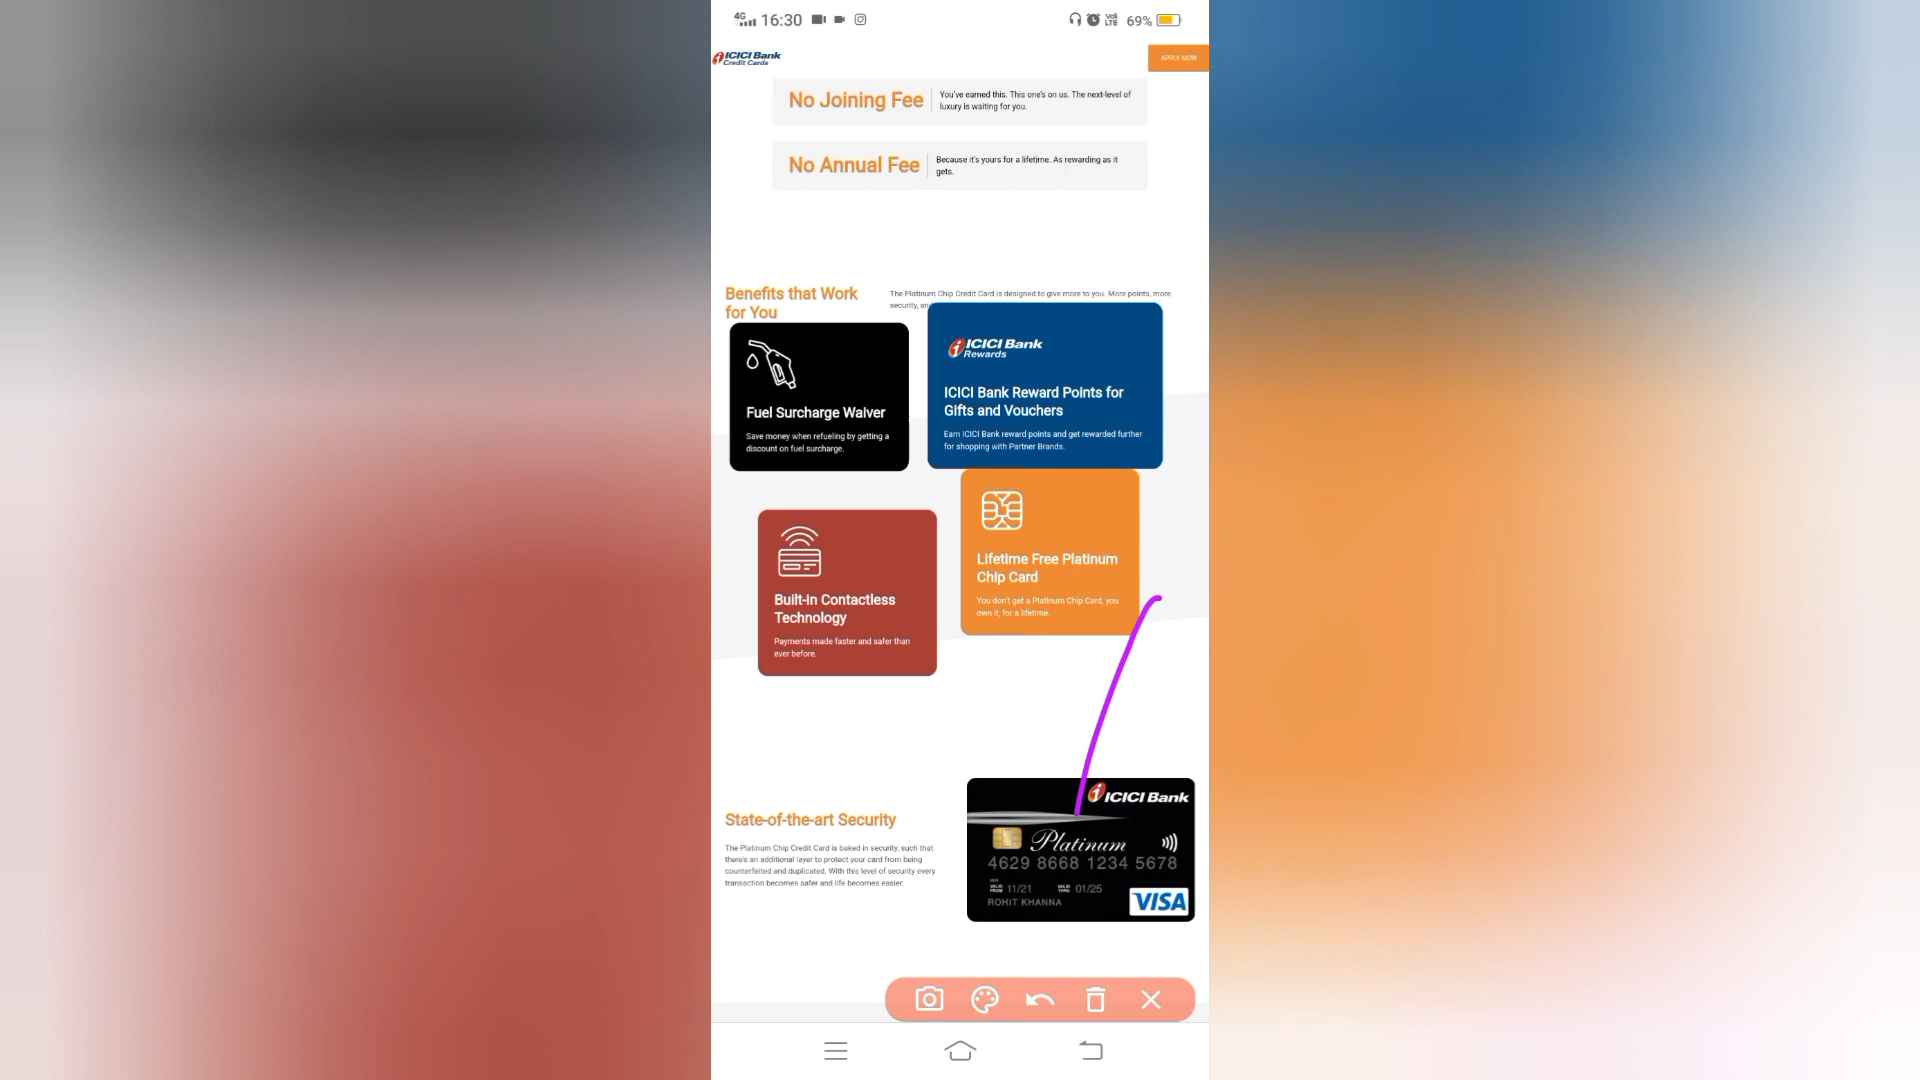 4G 16:30 Vo) LTE 69%
ICICI Bank
Credit Cards
APPLY NOW
No Joining Fee
You've earned this. This one's on us. The next-level of
luxury is waiting for you.
No Annual Fee
Because it's yours for a lifetime. As rewarding as it
gets.
Benefits that Work
for You
The Platinum Chip Credit Card is designed to give more to you. More points, more
security,
Fuel Surcharge Waiver
Save money when refueling by getting a
discount on fuel surcharge.
ICICI Bank
Rewards
ICICI Bank Reward Points for
Gifts and Vouchers
Earn ICICI Bank reward points and get rewarded further
for shopping with Partner Brands.
Built-in Contactless
Technology
Payments made faster and safer than
ever before.
Lifetime Free Platinum
Chip Card
You don't get a Platinum Chip Card, you
own it, for a lifetime.
State-of-the-art Security
The Platinum Chip Credit Card is baked in security, such that
there's an additional layer to protect your card from being
counterfeited and duplicated. With this level of security every
transaction becomes safer and life becomes easier.
ICICI Bank
Platinum
4629 8668 1234 5678
VALID FROM 11/21 VALID THRU 01/25
ROHIT KHANNA
VISA